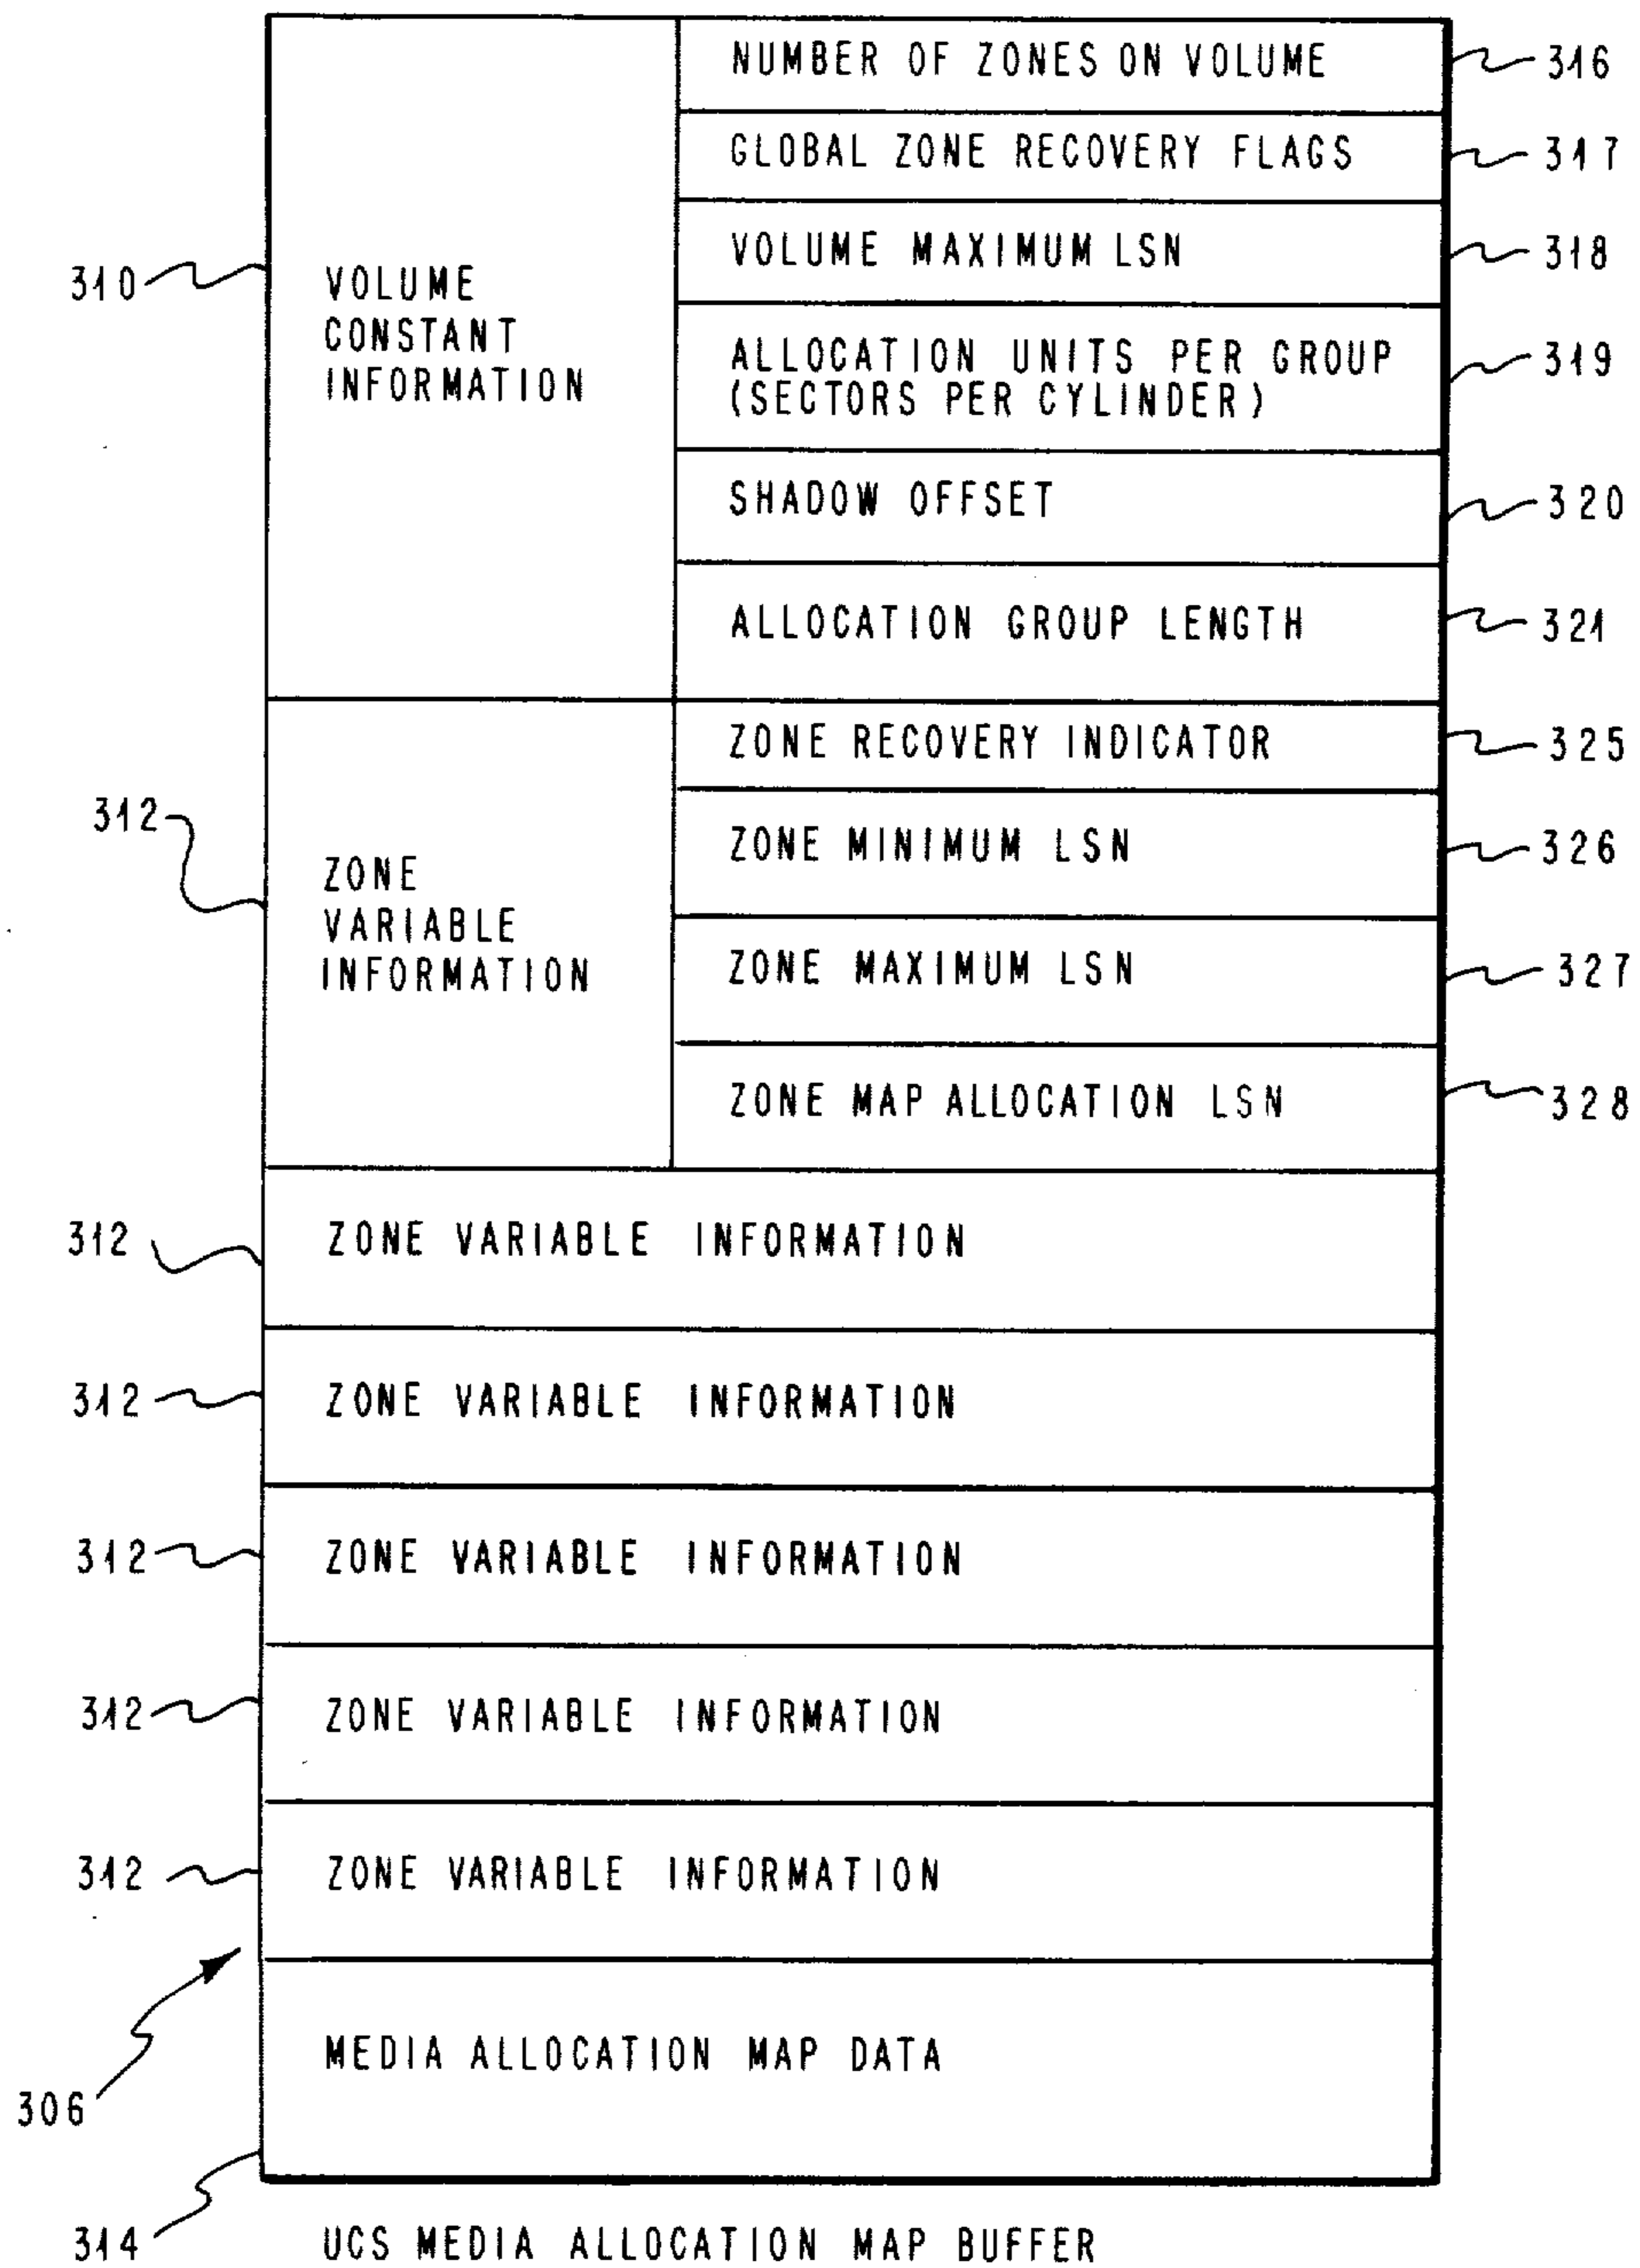 NUMBER OF ZONES ON VOLUME
316
GLOBAL ZONE RECOVERY FLAGS
317
VOLUME MAXIMUM LSN
318
310
VOLUME
CONSTANT
INFORMATION
ALLOCATION UNITS PER GROUP
(SECTORS PER CYLINDER)
319
SHADOW OFFSET
320
ALLOCATION GROUP LENGTH
321
ZONE RECOVERY INDICATOR
325
312
ZONE
VARIABLE
INFORMATION
ZONE MINIMUM LSN
326
ZONE MAXIMUM LSN
327
ZONE MAP ALLOCATION LSN
328
312
ZONE VARIABLE INFORMATION
312
ZONE VARIABLE INFORMATION
312
ZONE VARIABLE INFORMATION
312
ZONE VARIABLE INFORMATION
312
ZONE VARIABLE INFORMATION
MEDIA ALLOCATION MAP DATA
306
314
UCS MEDIA ALLOCATION MAP BUFFER